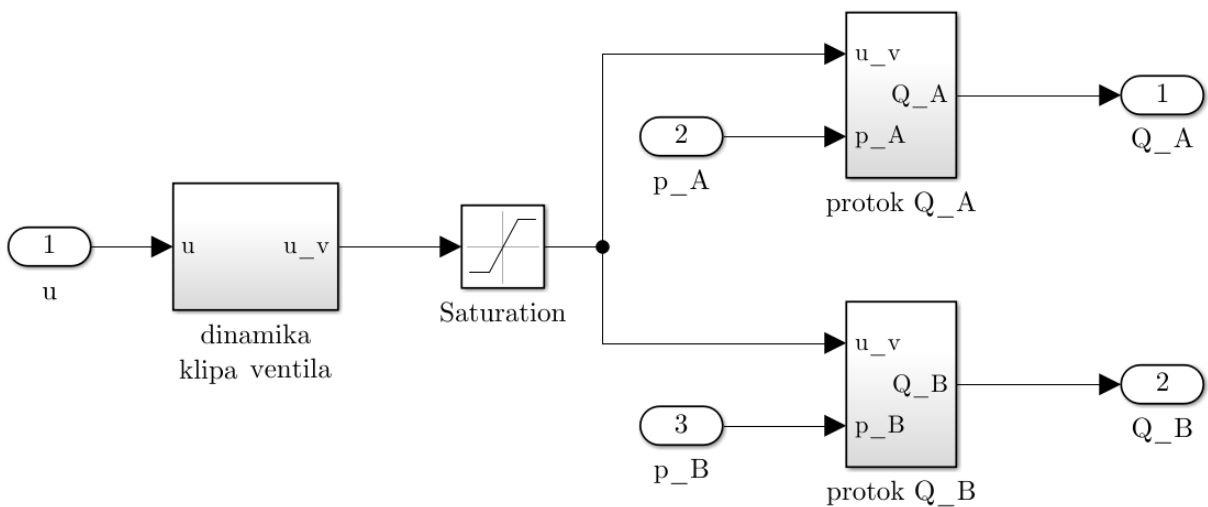 1
u
u
u_v
dinamika
klipa ventila
Saturation
2
p_A
u_v
Q_A
p_A
protok Q_A
1
Q_A
3
p_B
u_v
Q_B
p_B
protok Q_B
2
Q_B